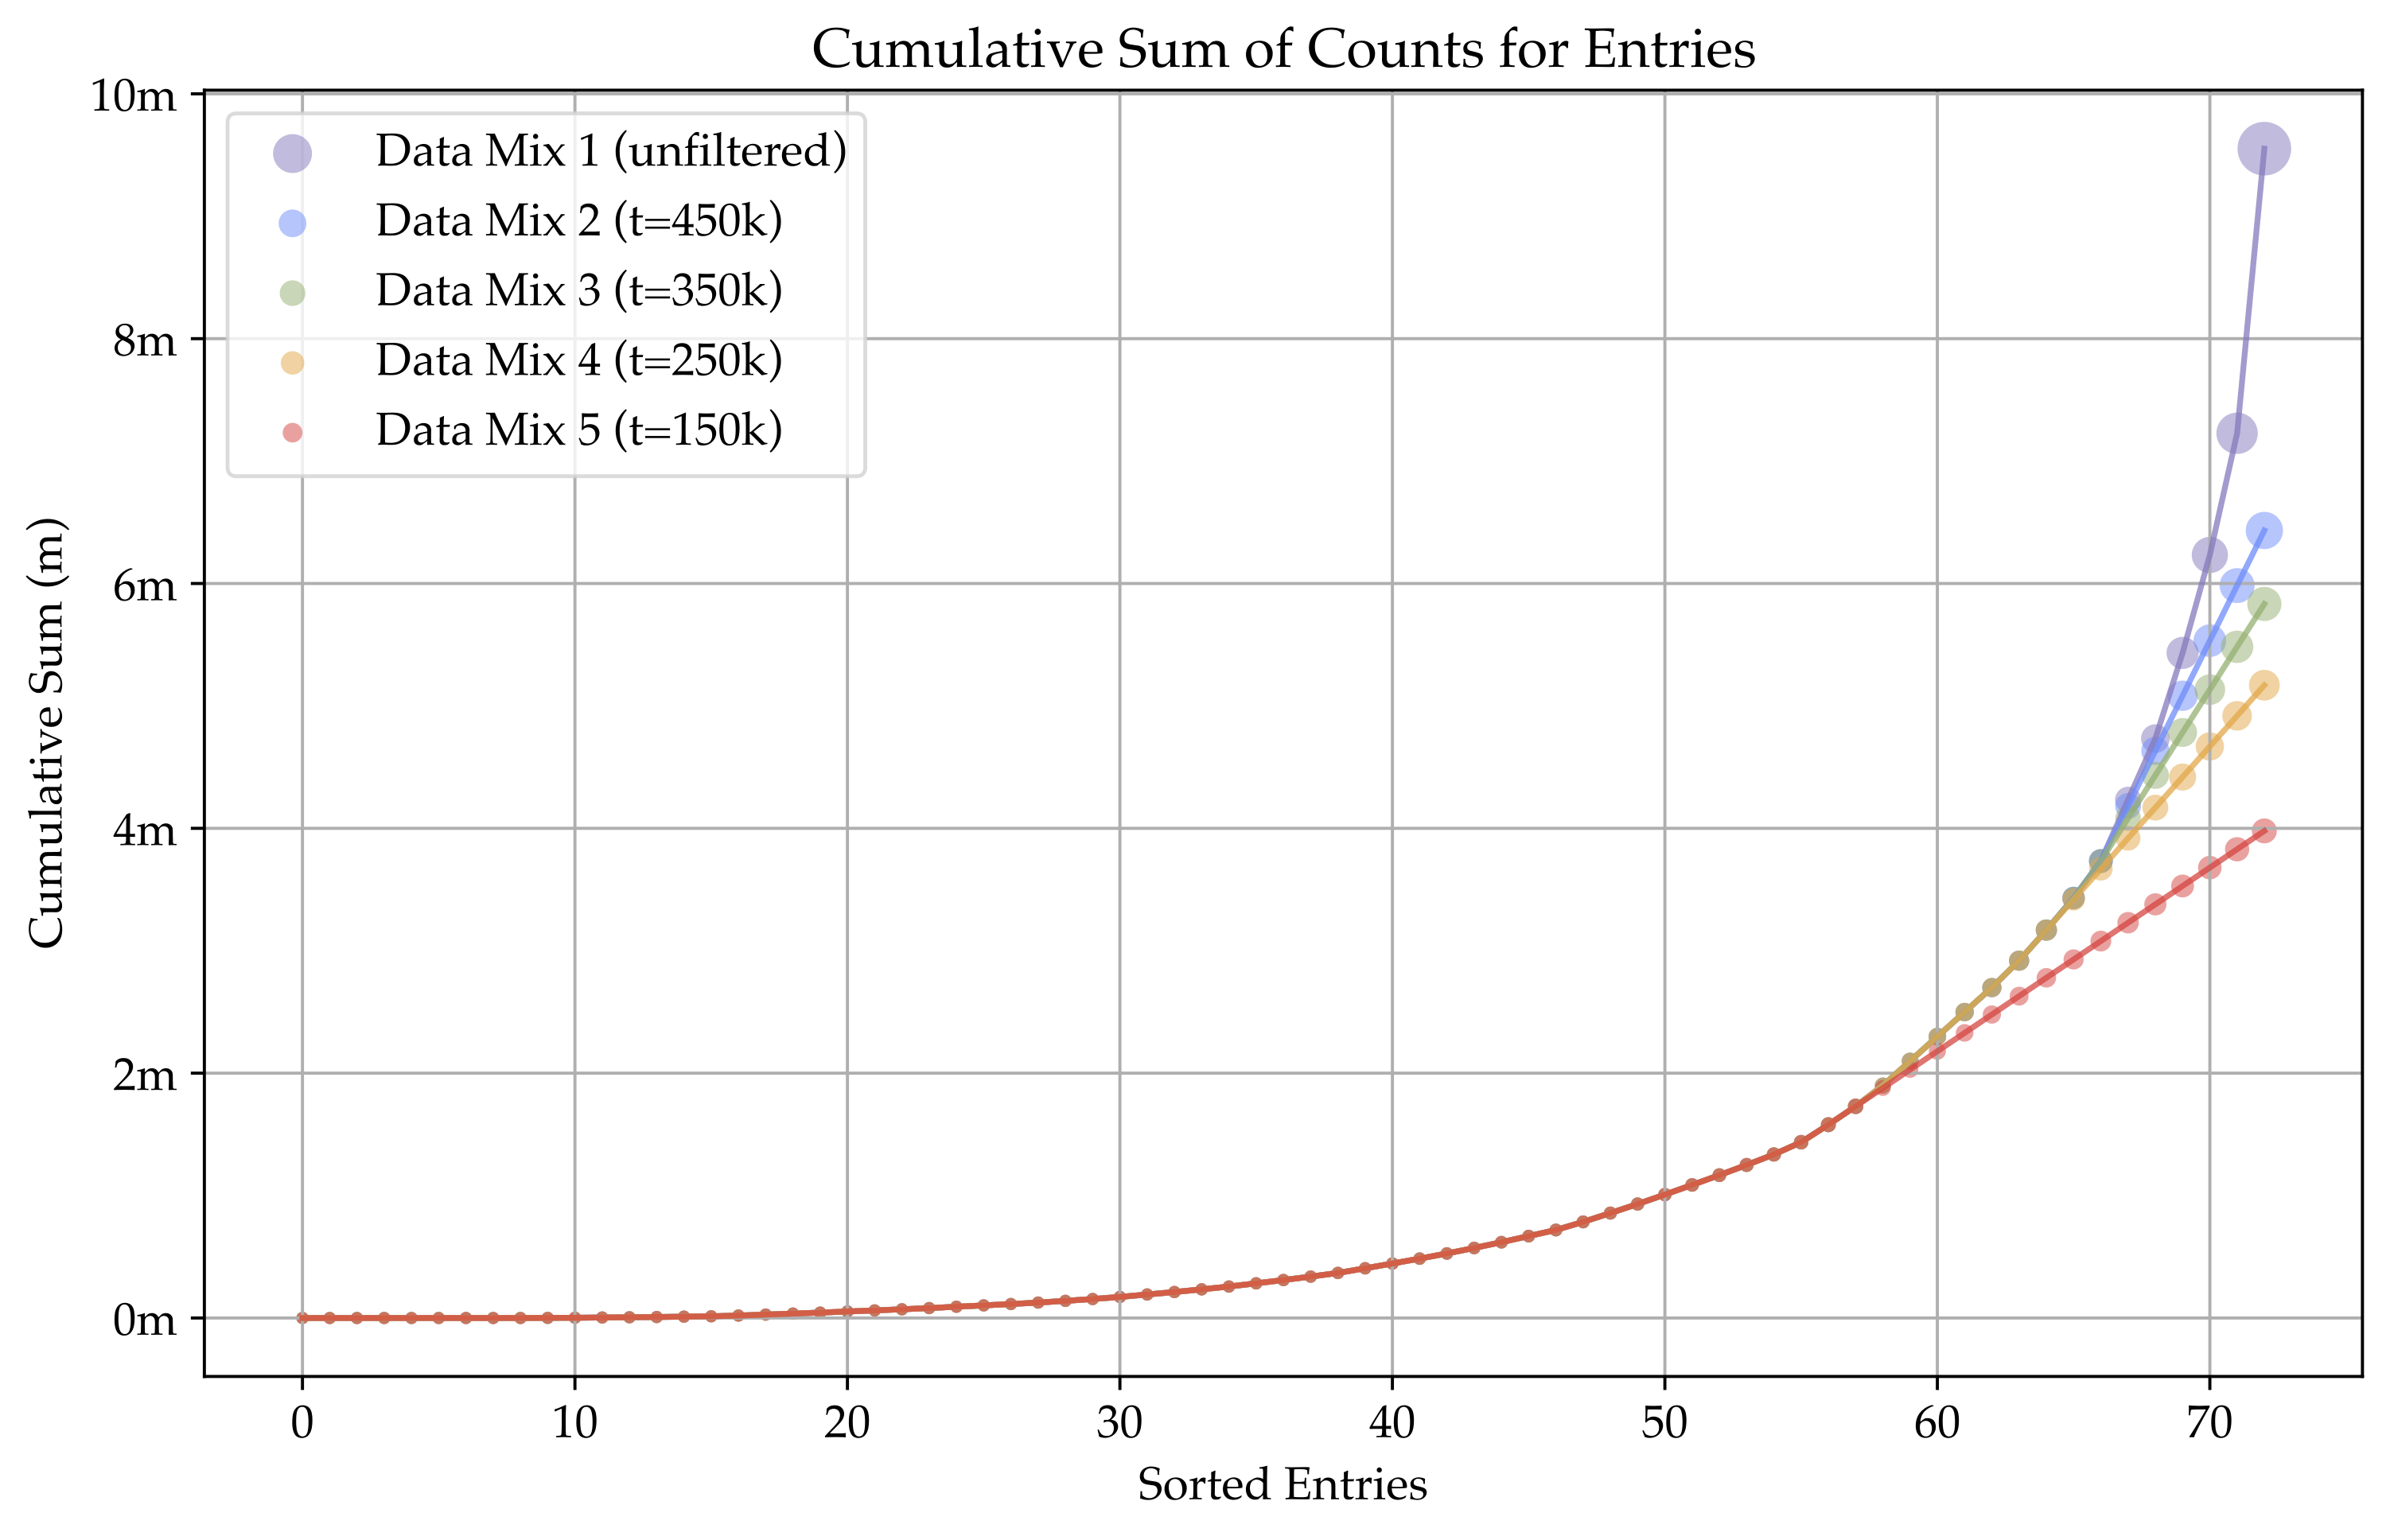 Cumulative Sum of Counts for Entries
10m
8m
6m
4m
2m
0m
Cumulative Sum (m)
Data Mix 1 (unfiltered)
Data Mix 2 (t=450k)
Data Mix 3 (t=350k)
Data Mix 4 (t=250k)
Data Mix 5 (t=150k)
0 10 20 30 40 50 60 70
Sorted Entries